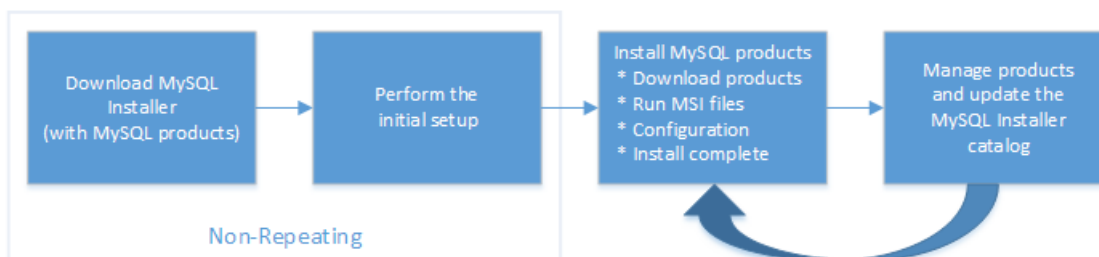 Download MySQL
Installer
(with MySQL products)
Perform the
initial setup
Install MySQL products
* Download products
* Run MSI files
* Configuration
* Install complete
Manage products
and update the
MySQL Installer
catalog
Non-Repeating